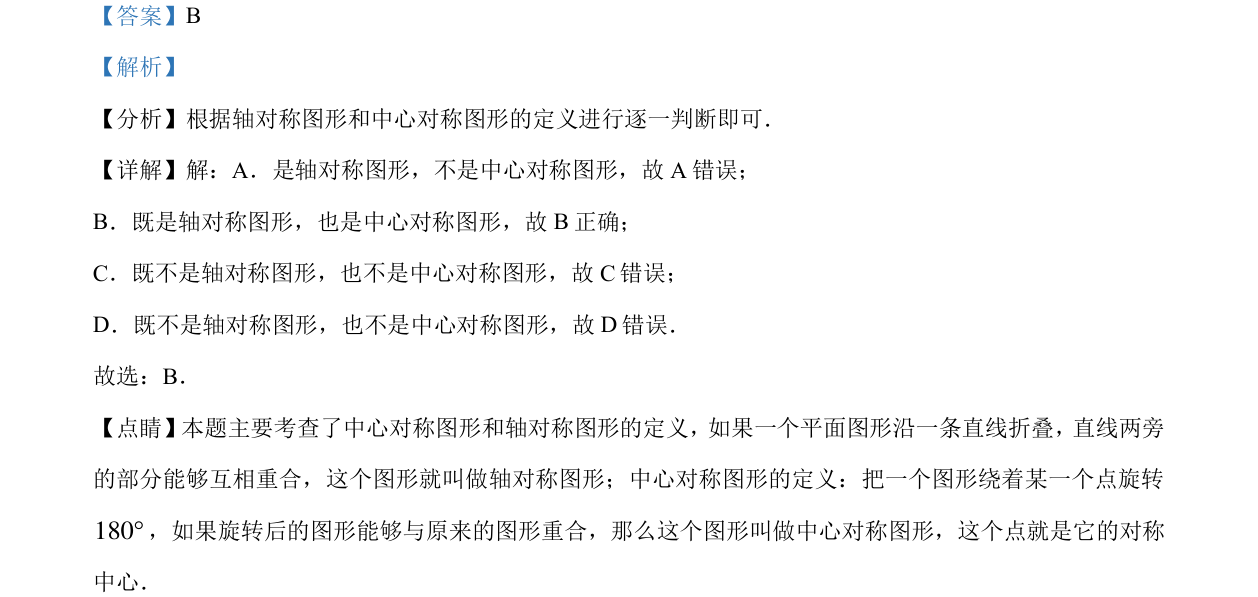 【答案】B
【解析】
【分析】根据轴对称图形和中心对称图形的定义进行逐一判断即可．
【详解】解：A．是轴对称图形，不是中心对称图形，故 A 错误；
B．既是轴对称图形，也是中心对称图形，故 B 正确；
C．既不是轴对称图形，也不是中心对称图形，故 C 错误；
D．既不是轴对称图形，也不是中心对称图形，故 D 错误．
故选：B．
【点睛】本题主要考查了中心对称图形和轴对称图形的定义，如果一个平面图形沿一条直线折叠，直线两旁
的部分能够互相重合，这个图形就叫做轴对称图形；中心对称图形的定义：把一个图形绕着某一个点旋转
180°，如果旋转后的图形能够与原来的图形重合，那么这个图形叫做中心对称图形，这个点就是它的对称
中心．